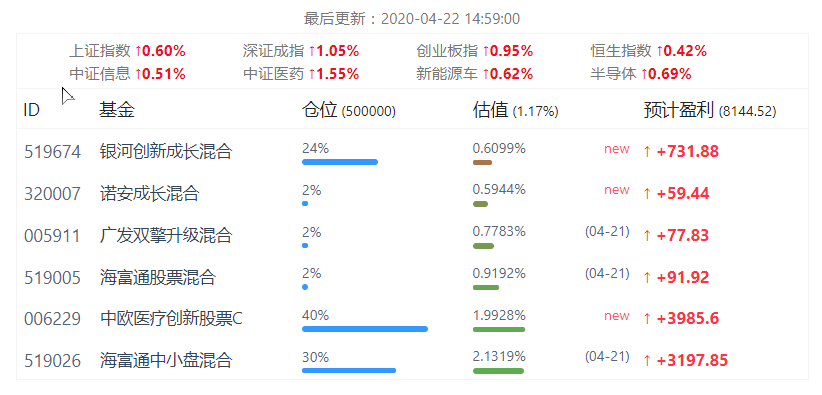 最后更新：2020-04-22 14:59:00
上证指数 ↑0.60% 深证成指 ↑1.05% 创业板指 ↑0.95% 恒生指数 ↑0.42%
中证信息 ↑0.51% 中证医药 ↑1.55% 新能源车 ↑0.62% 半导体 ↑0.69%
ID 基金 仓位 (500000) 估值 (1.17%) 预计盈利 (8144.52)
519674 银河创新成长混合 24% 0.6099% new ↑ +731.88
320007 诺安成长混合 2% 0.5944% new ↑ +59.44
005911 广发双擎升级混合 2% 0.7783% (04-21) ↑ +77.83
519005 海富通股票混合 2% 0.9192% (04-21) ↑ +91.92
006229 中欧医疗创新股票C 40% 1.9928% new ↑ +3985.6
519026 海富通中小盘混合 30% 2.1319% (04-21) ↑ +3197.85